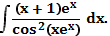 ∫ (x + 1)eˣ / cos²(xeˣ) dx.